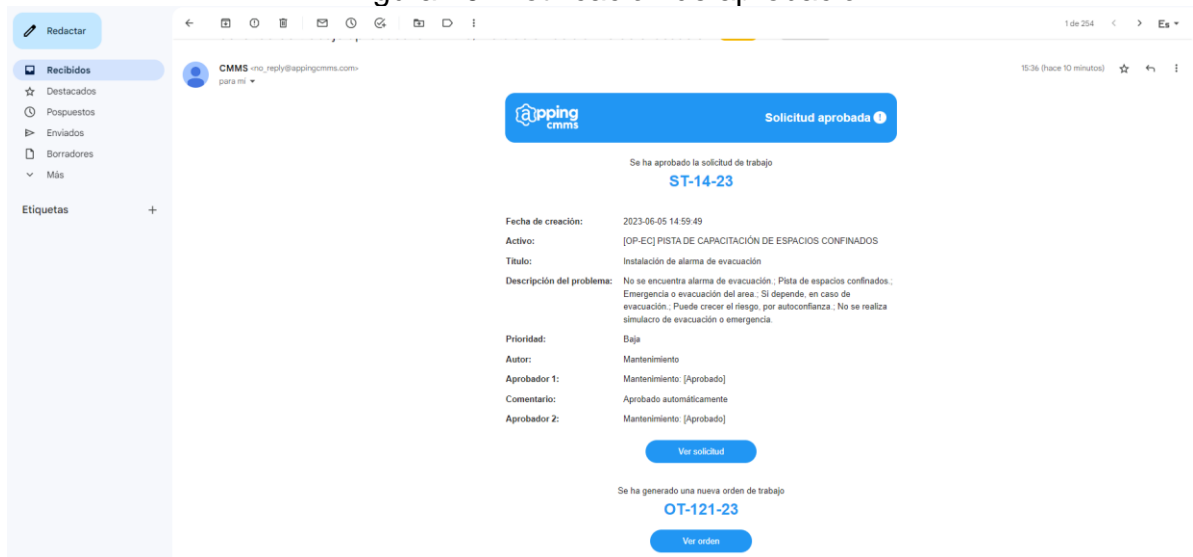 Redactar
1 de 254
Es
Recibidos
Destacados
Pospuestos
Enviados
Borradores
Más
Etiquetas
CMMS <no_reply@appingcmms.com>
para mí
15:36 (hace 10 minutos)
apping
cmms
Solicitud aprobada
Se ha aprobado la solicitud de trabajo
ST-14-23
Fecha de creación: 2023-06-05 14:59:49
Activo: [OP-EC] PISTA DE CAPACITACIÓN DE ESPACIOS CONFINADOS
Título: Instalación de alarma de evacuación
Descripción del problema: No se encuentra alarma de evacuación.; Pista de espacios confinados.;
Emergencia o evacuación del area.; Si depende, en caso de
evacuación.; Puede crecer el riesgo, por autoconfianza.; No se realiza
simulacro de evacuación o emergencia.
Prioridad: Baja
Autor: Mantenimiento
Aprobador 1: Mantenimiento: [Aprobado]
Comentario: Aprobado automáticamente
Aprobador 2: Mantenimiento: [Aprobado]
Ver solicitud
Se ha generado una nueva orden de trabajo
OT-121-23
Ver orden